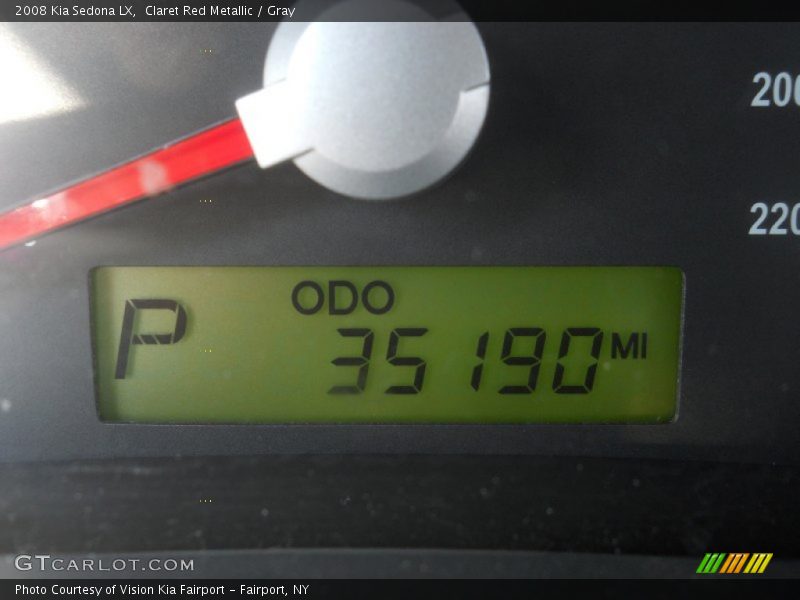 2008 Kia Sedona LX, Claret Red Metallic / Gray
200
220
ODO
P
35190 MI
GTCARLOT.COM
Photo Courtesy of Vision Kia Fairport - Fairport, NY